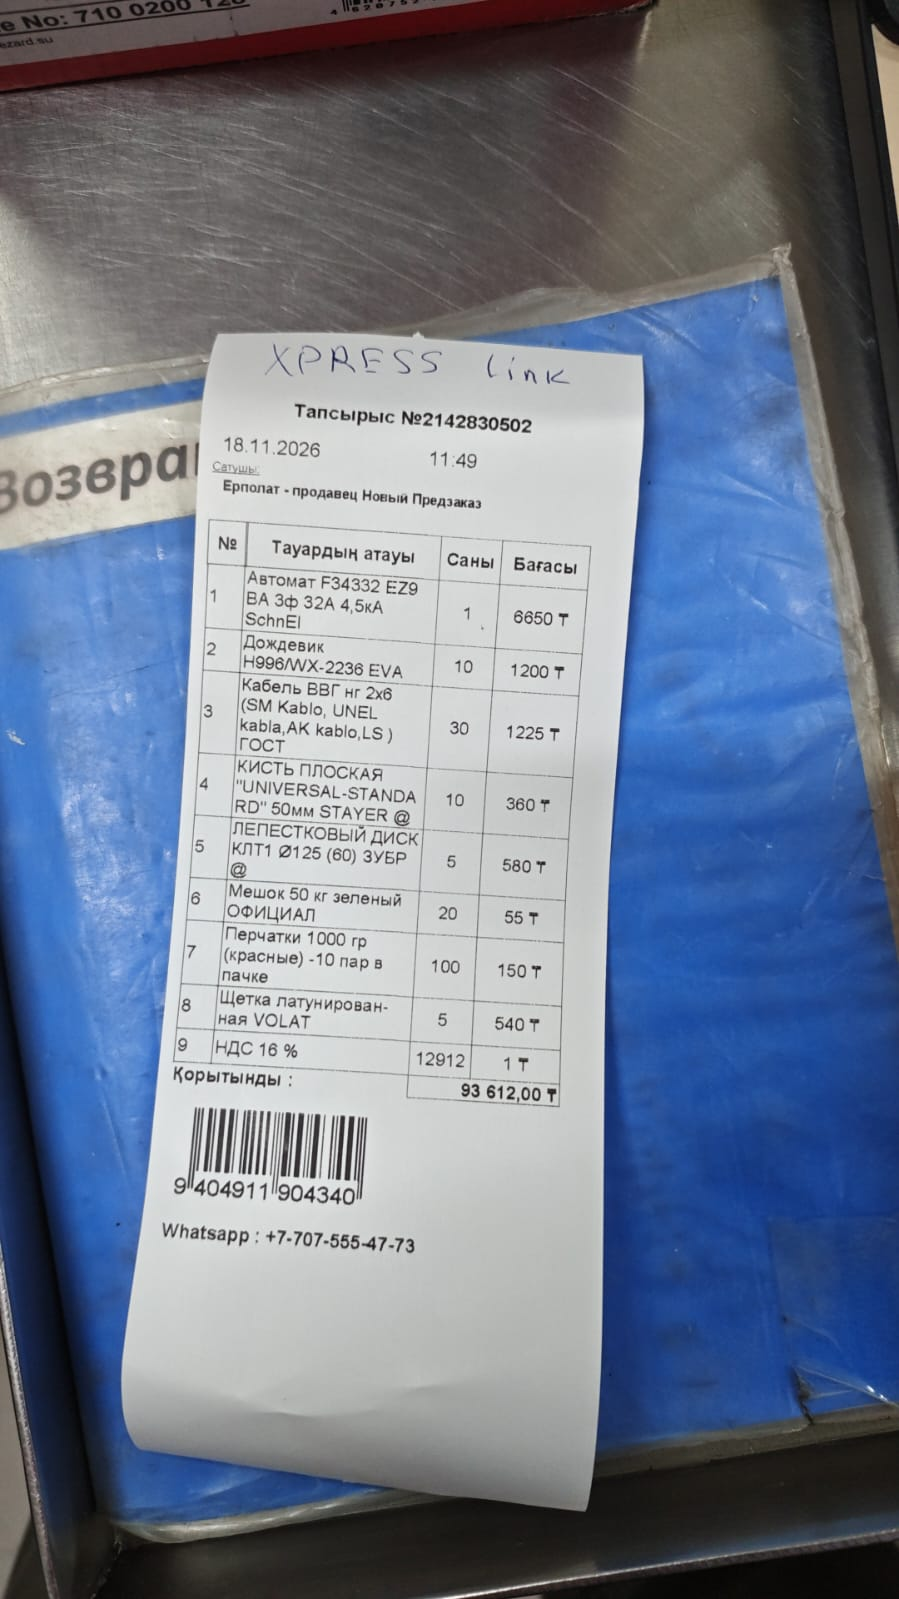 e No: 710 0200 128
ezard.su
Возвра
XPRESS Link
Тапсырыс №2142830502
18.11.2026 11:49
Сатушы:
Ерполат - продавец Новый Предзаказ
№ Тауардың атауы Саны Бағасы
1 Автомат F34332 EZ9 ВА 3ф 32А 4,5кА SchnEl 1 6650 ₸
2 Дождевик H996/WX-2236 EVA 10 1200 ₸
3 Кабель ВВГ нг 2х6 (SM Kablo, UNEL kabla,AK kablo,LS ) ГОСТ 30 1225 ₸
4 КИСТЬ ПЛОСКАЯ "UNIVERSAL-STANDA RD" 50мм STAYER @ 10 360 ₸
5 ЛЕПЕСТКОВЫЙ ДИСК КЛТ1 Ø125 (60) ЗУБР @ 5 580 ₸
6 Мешок 50 кг зеленый ОФИЦИАЛ 20 55 ₸
7 Перчатки 1000 гр (красные) -10 пар в пачке 100 150 ₸
8 Щетка латунирован- ная VOLAT 5 540 ₸
9 НДС 16 % 12912 1 ₸
Қорытынды : 93 612,00 ₸
9 404911 904340
Whatsapp : +7-707-555-47-73